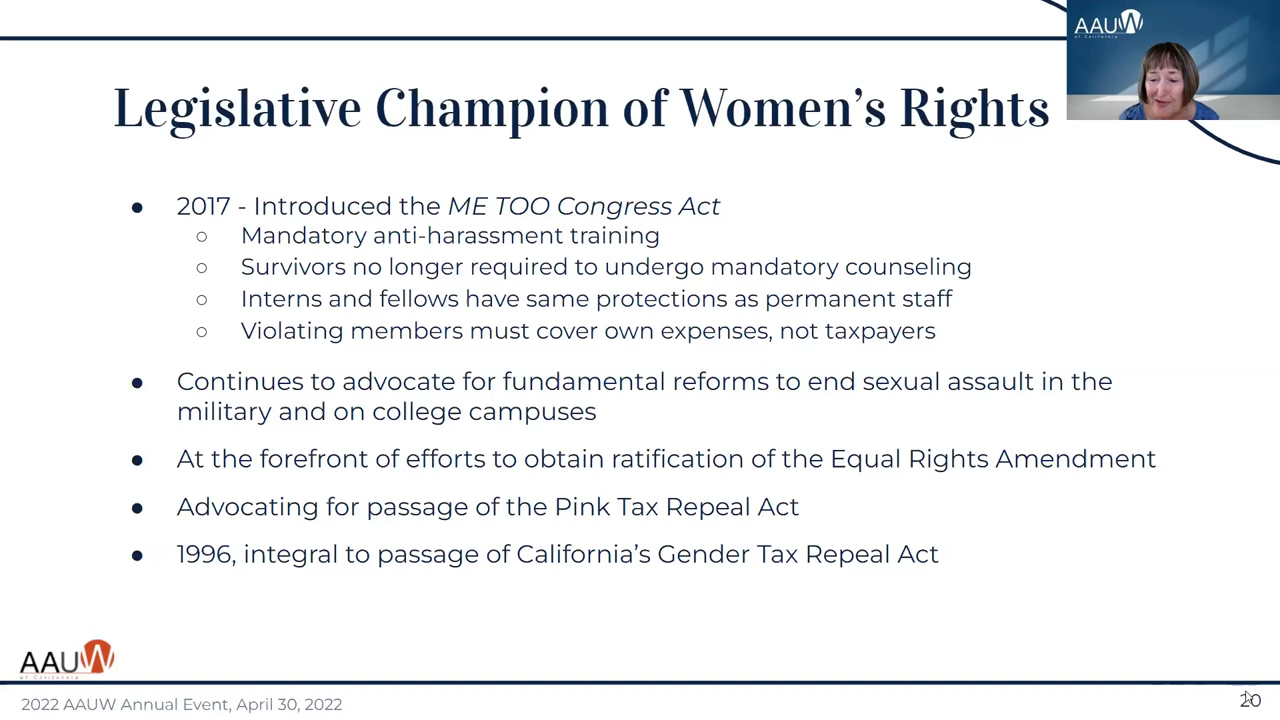 AAUW
of California
Legislative Champion of Women's Rights
● 2017 - Introduced the ME TOO Congress Act
○ Mandatory anti-harassment training
○ Survivors no longer required to undergo mandatory counseling
○ Interns and fellows have same protections as permanent staff
○ Violating members must cover own expenses, not taxpayers
● Continues to advocate for fundamental reforms to end sexual assault in the
military and on college campuses
● At the forefront of efforts to obtain ratification of the Equal Rights Amendment
● Advocating for passage of the Pink Tax Repeal Act
● 1996, integral to passage of California's Gender Tax Repeal Act
AAUW
of California
2022 AAUW Annual Event, April 30, 2022
20